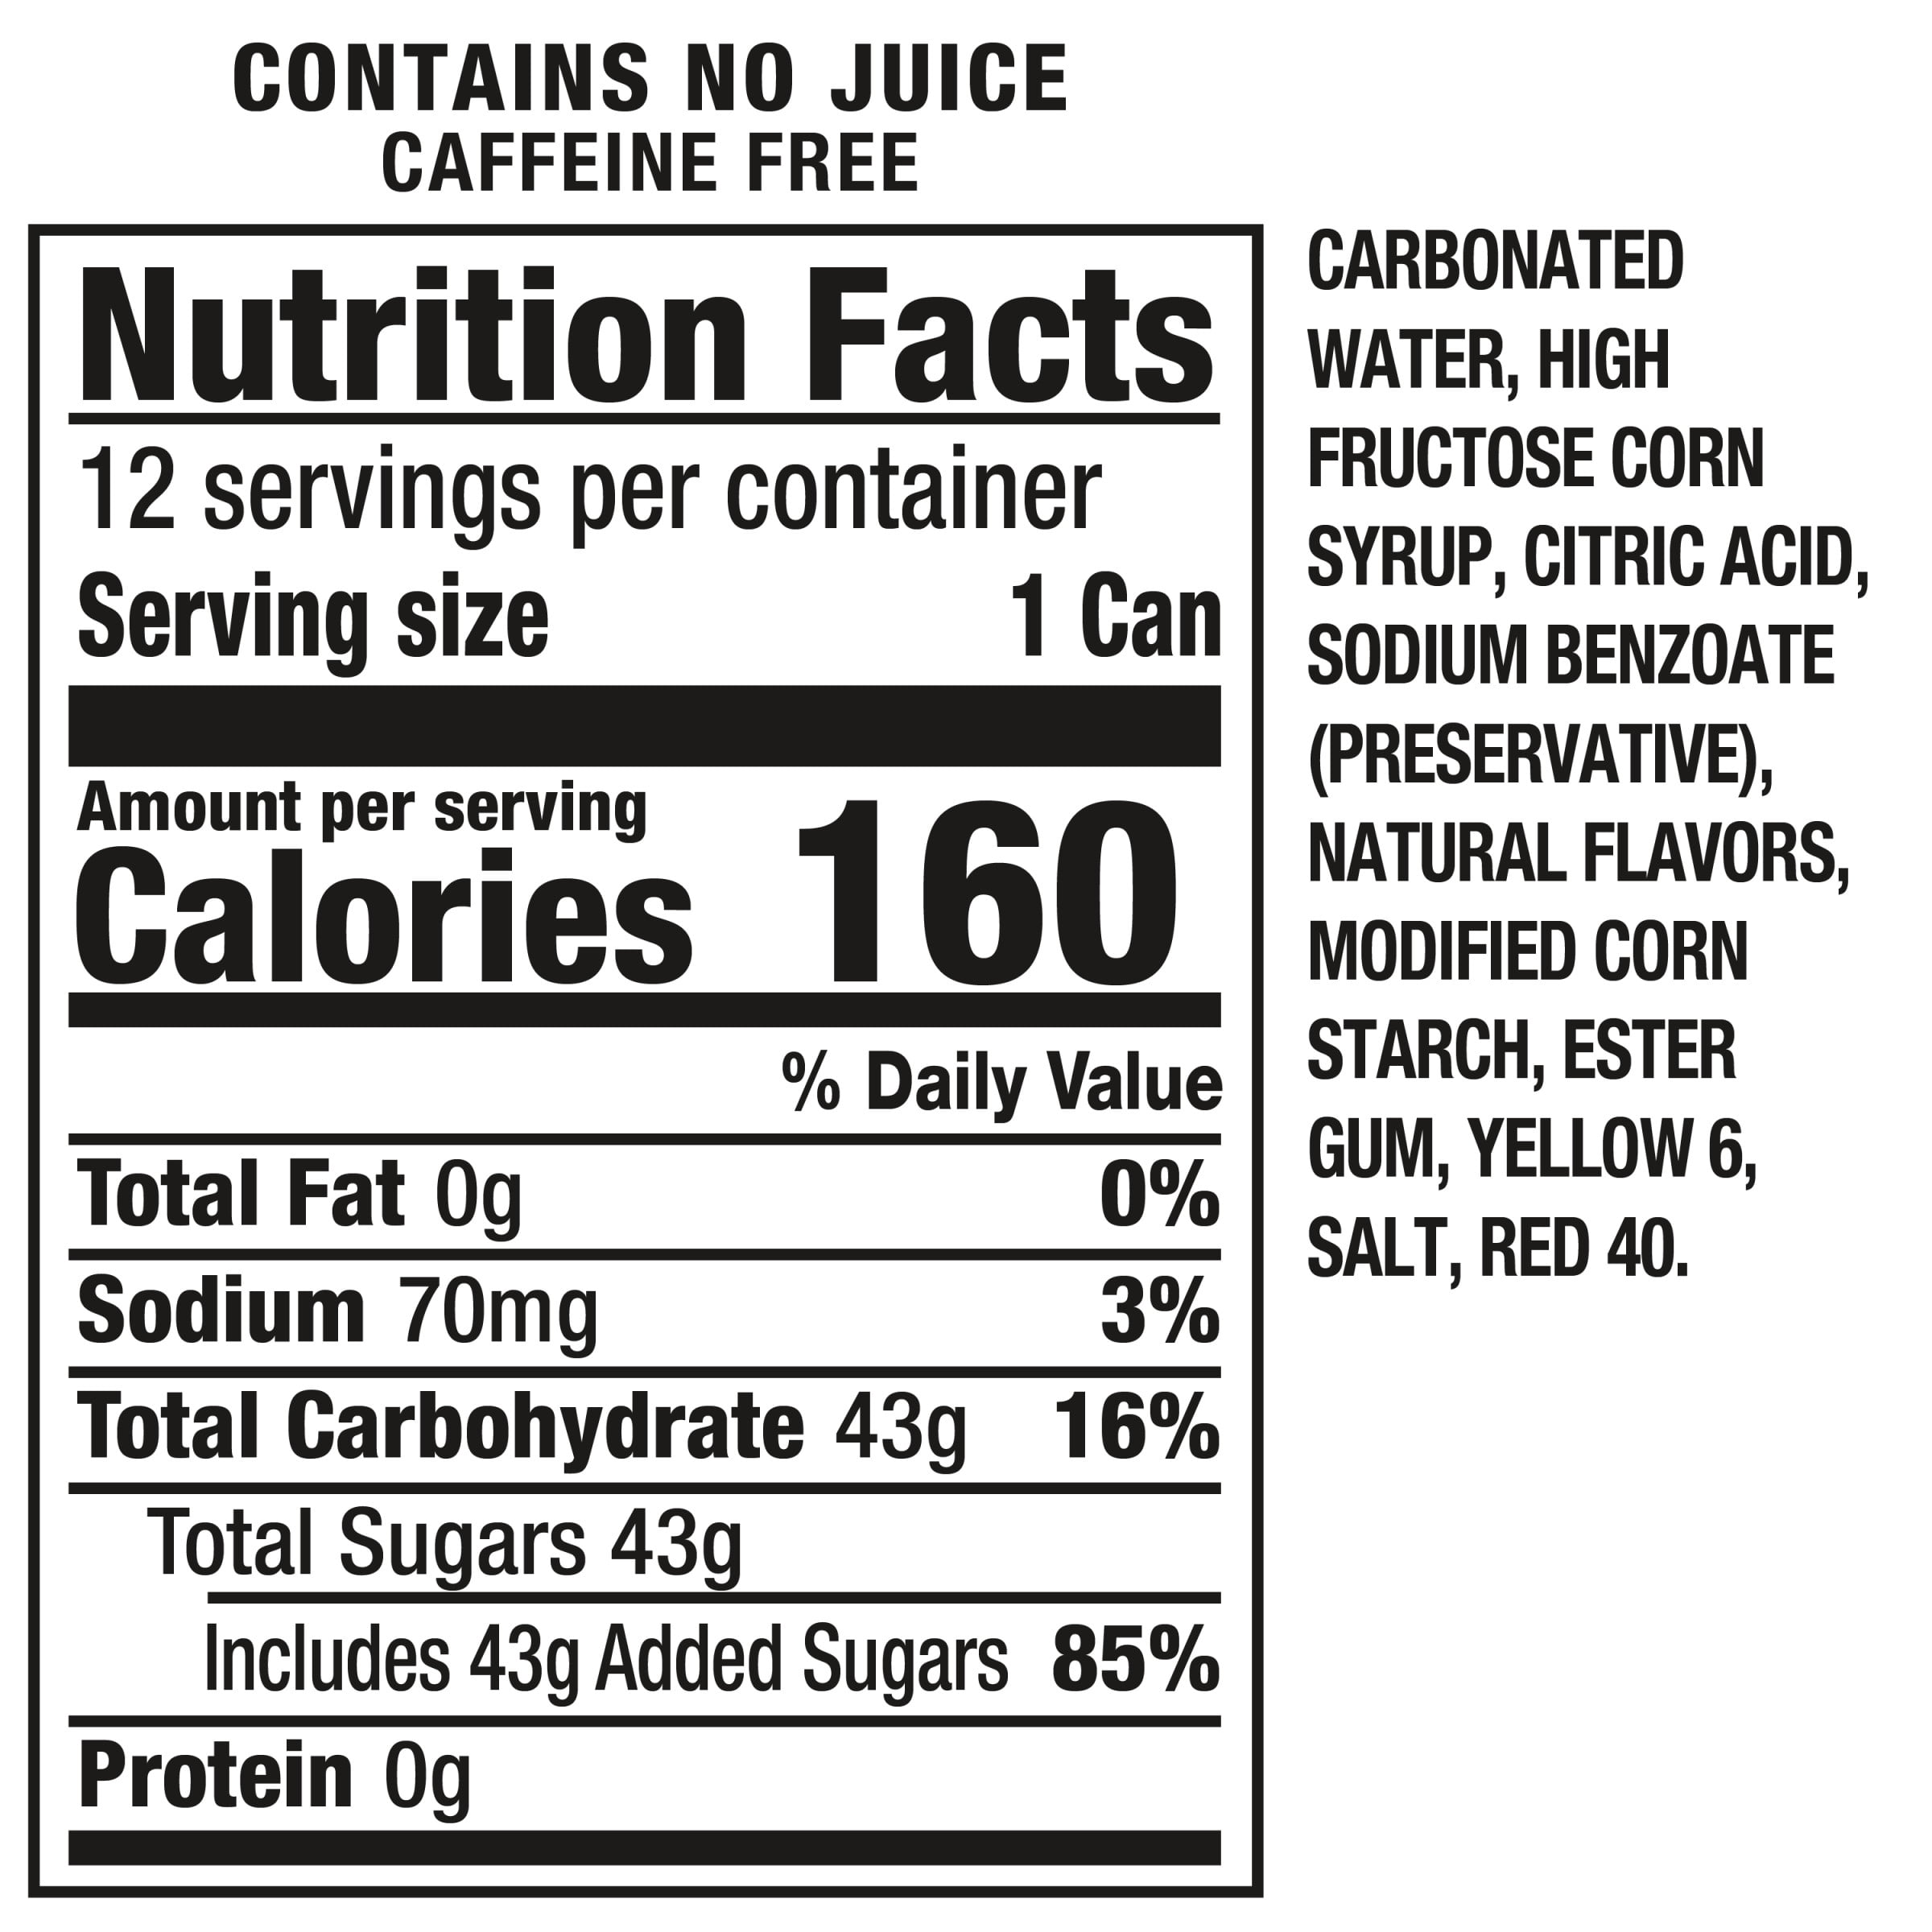 CONTAINS NO JUICE
CAFFEINE FREE
Nutrition Facts
12 servings per container
Serving size 1 Can
Amount per serving
Calories 160
% Daily Value
Total Fat 0g 0%
Sodium 70mg 3%
Total Carbohydrate 43g 16%
Total Sugars 43g
Includes 43g Added Sugars 85%
Protein 0g
CARBONATED
WATER, HIGH
FRUCTOSE CORN
SYRUP, CITRIC ACID,
SODIUM BENZOATE
(PRESERVATIVE),
NATURAL FLAVORS,
MODIFIED CORN
STARCH, ESTER
GUM, YELLOW 6,
SALT, RED 40.